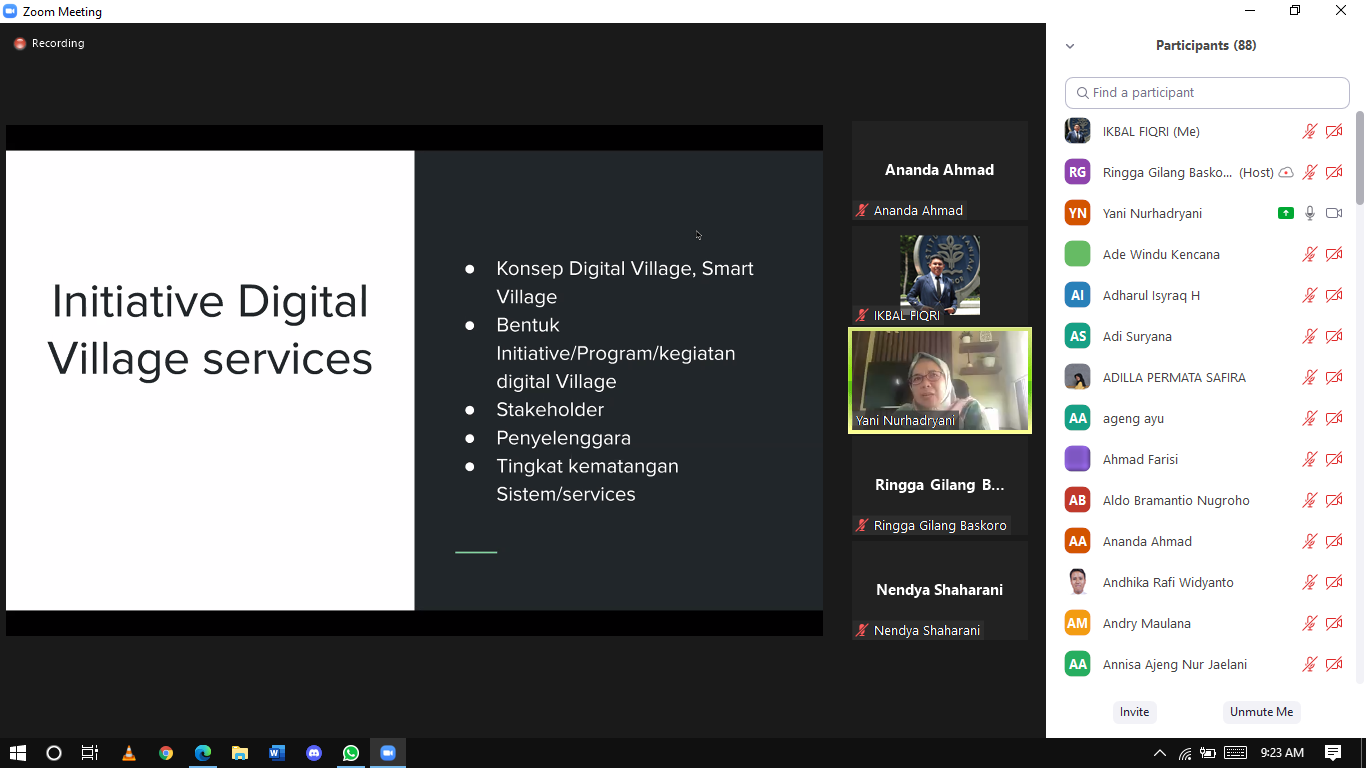 Zoom Meeting
Recording
Initiative Digital
Village services
● Konsep Digital Village, Smart
Village
● Bentuk
Initiative/Program/kegiatan
digital Village
● Stakeholder
● Penyelenggara
● Tingkat kematangan
Sistem/services
Ananda Ahmad
Ananda Ahmad
IKBAL FIQRI
Yani Nurhadryani
Ringga Gilang B...
Ringga Gilang Baskoro
Nendya Shaharani
Nendya Shaharani
Participants (88)
Find a participant
IKBAL FIQRI (Me)
RG Ringga Gilang Basko... (Host)
YN Yani Nurhadryani
Ade Windu Kencana
AI Adharul Isyraq H
AS Adi Suryana
ADILLA PERMATA SAFIRA
AA ageng ayu
Ahmad Farisi
AB Aldo Bramantio Nugroho
AA Ananda Ahmad
Andhika Rafi Widyanto
AM Andry Maulana
AA Annisa Ajeng Nur Jaelani
Invite Unmute Me
9:23 AM